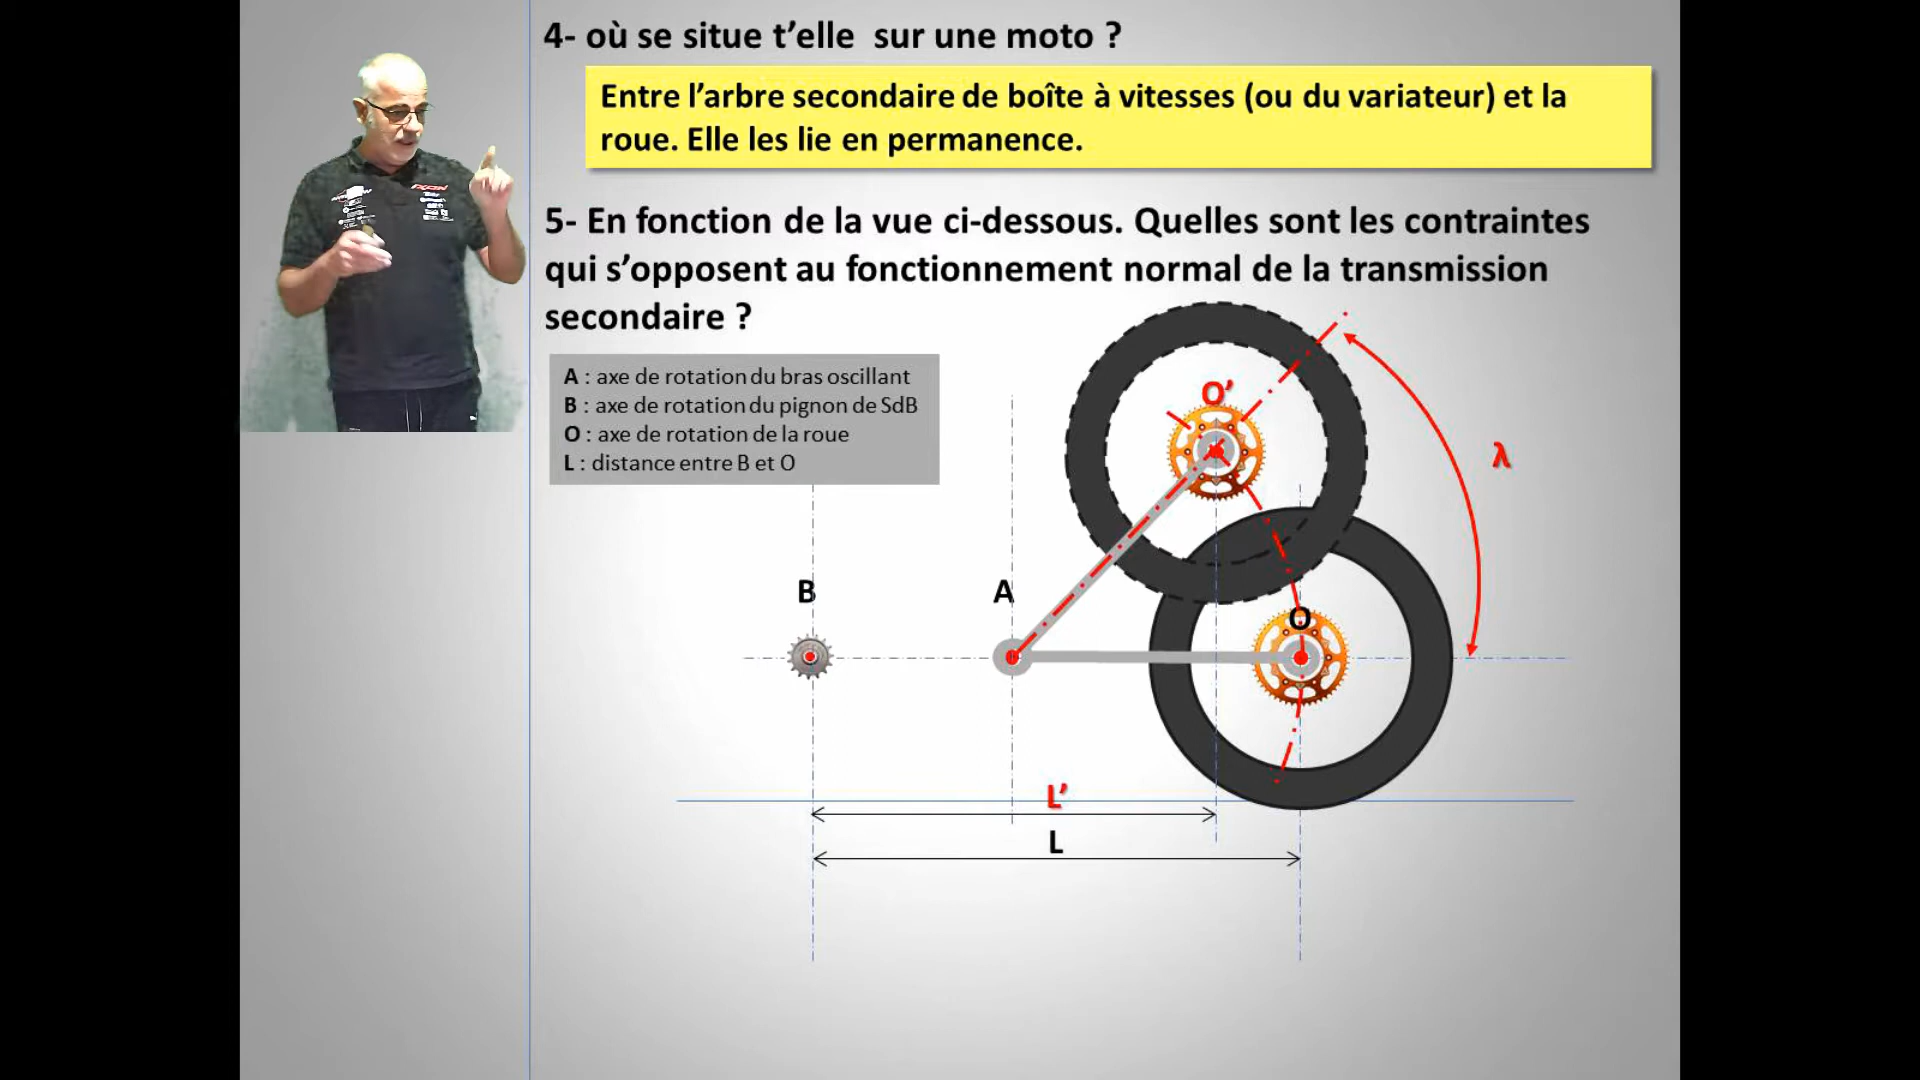 4- où se situe t’elle sur une moto ?
Entre l’arbre secondaire de boîte à vitesses (ou du variateur) et la
roue. Elle les lie en permanence.
5- En fonction de la vue ci-dessous. Quelles sont les contraintes
qui s’opposent au fonctionnement normal de la transmission
secondaire ?
A : axe de rotation du bras oscillant
B : axe de rotation du pignon de SdB
O : axe de rotation de la roue
L : distance entre B et O
O’
λ
B
A
O
L’
L